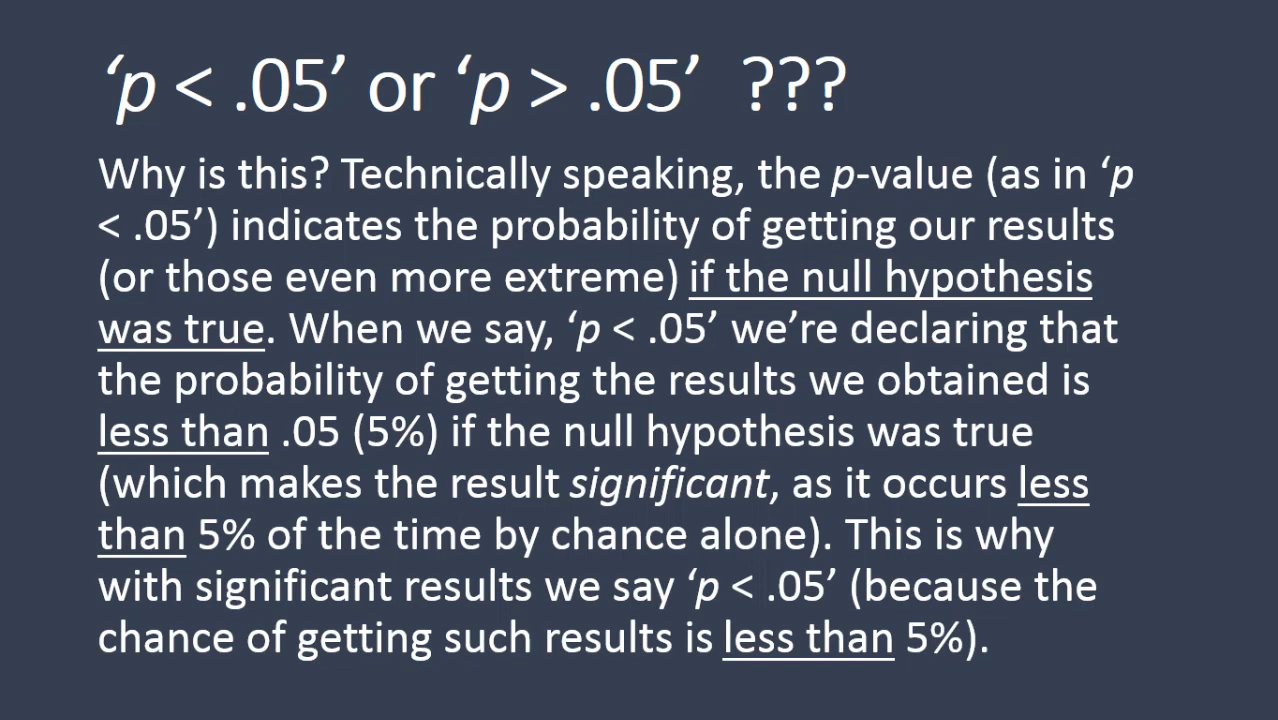 ‘p < .05’ or ‘p > .05’ ???
Why is this? Technically speaking, the p-value (as in ‘p
< .05’) indicates the probability of getting our results
(or those even more extreme) if the null hypothesis
was true. When we say, ‘p < .05’ we’re declaring that
the probability of getting the results we obtained is
less than .05 (5%) if the null hypothesis was true
(which makes the result significant, as it occurs less
than 5% of the time by chance alone). This is why
with significant results we say ‘p < .05’ (because the
chance of getting such results is less than 5%).